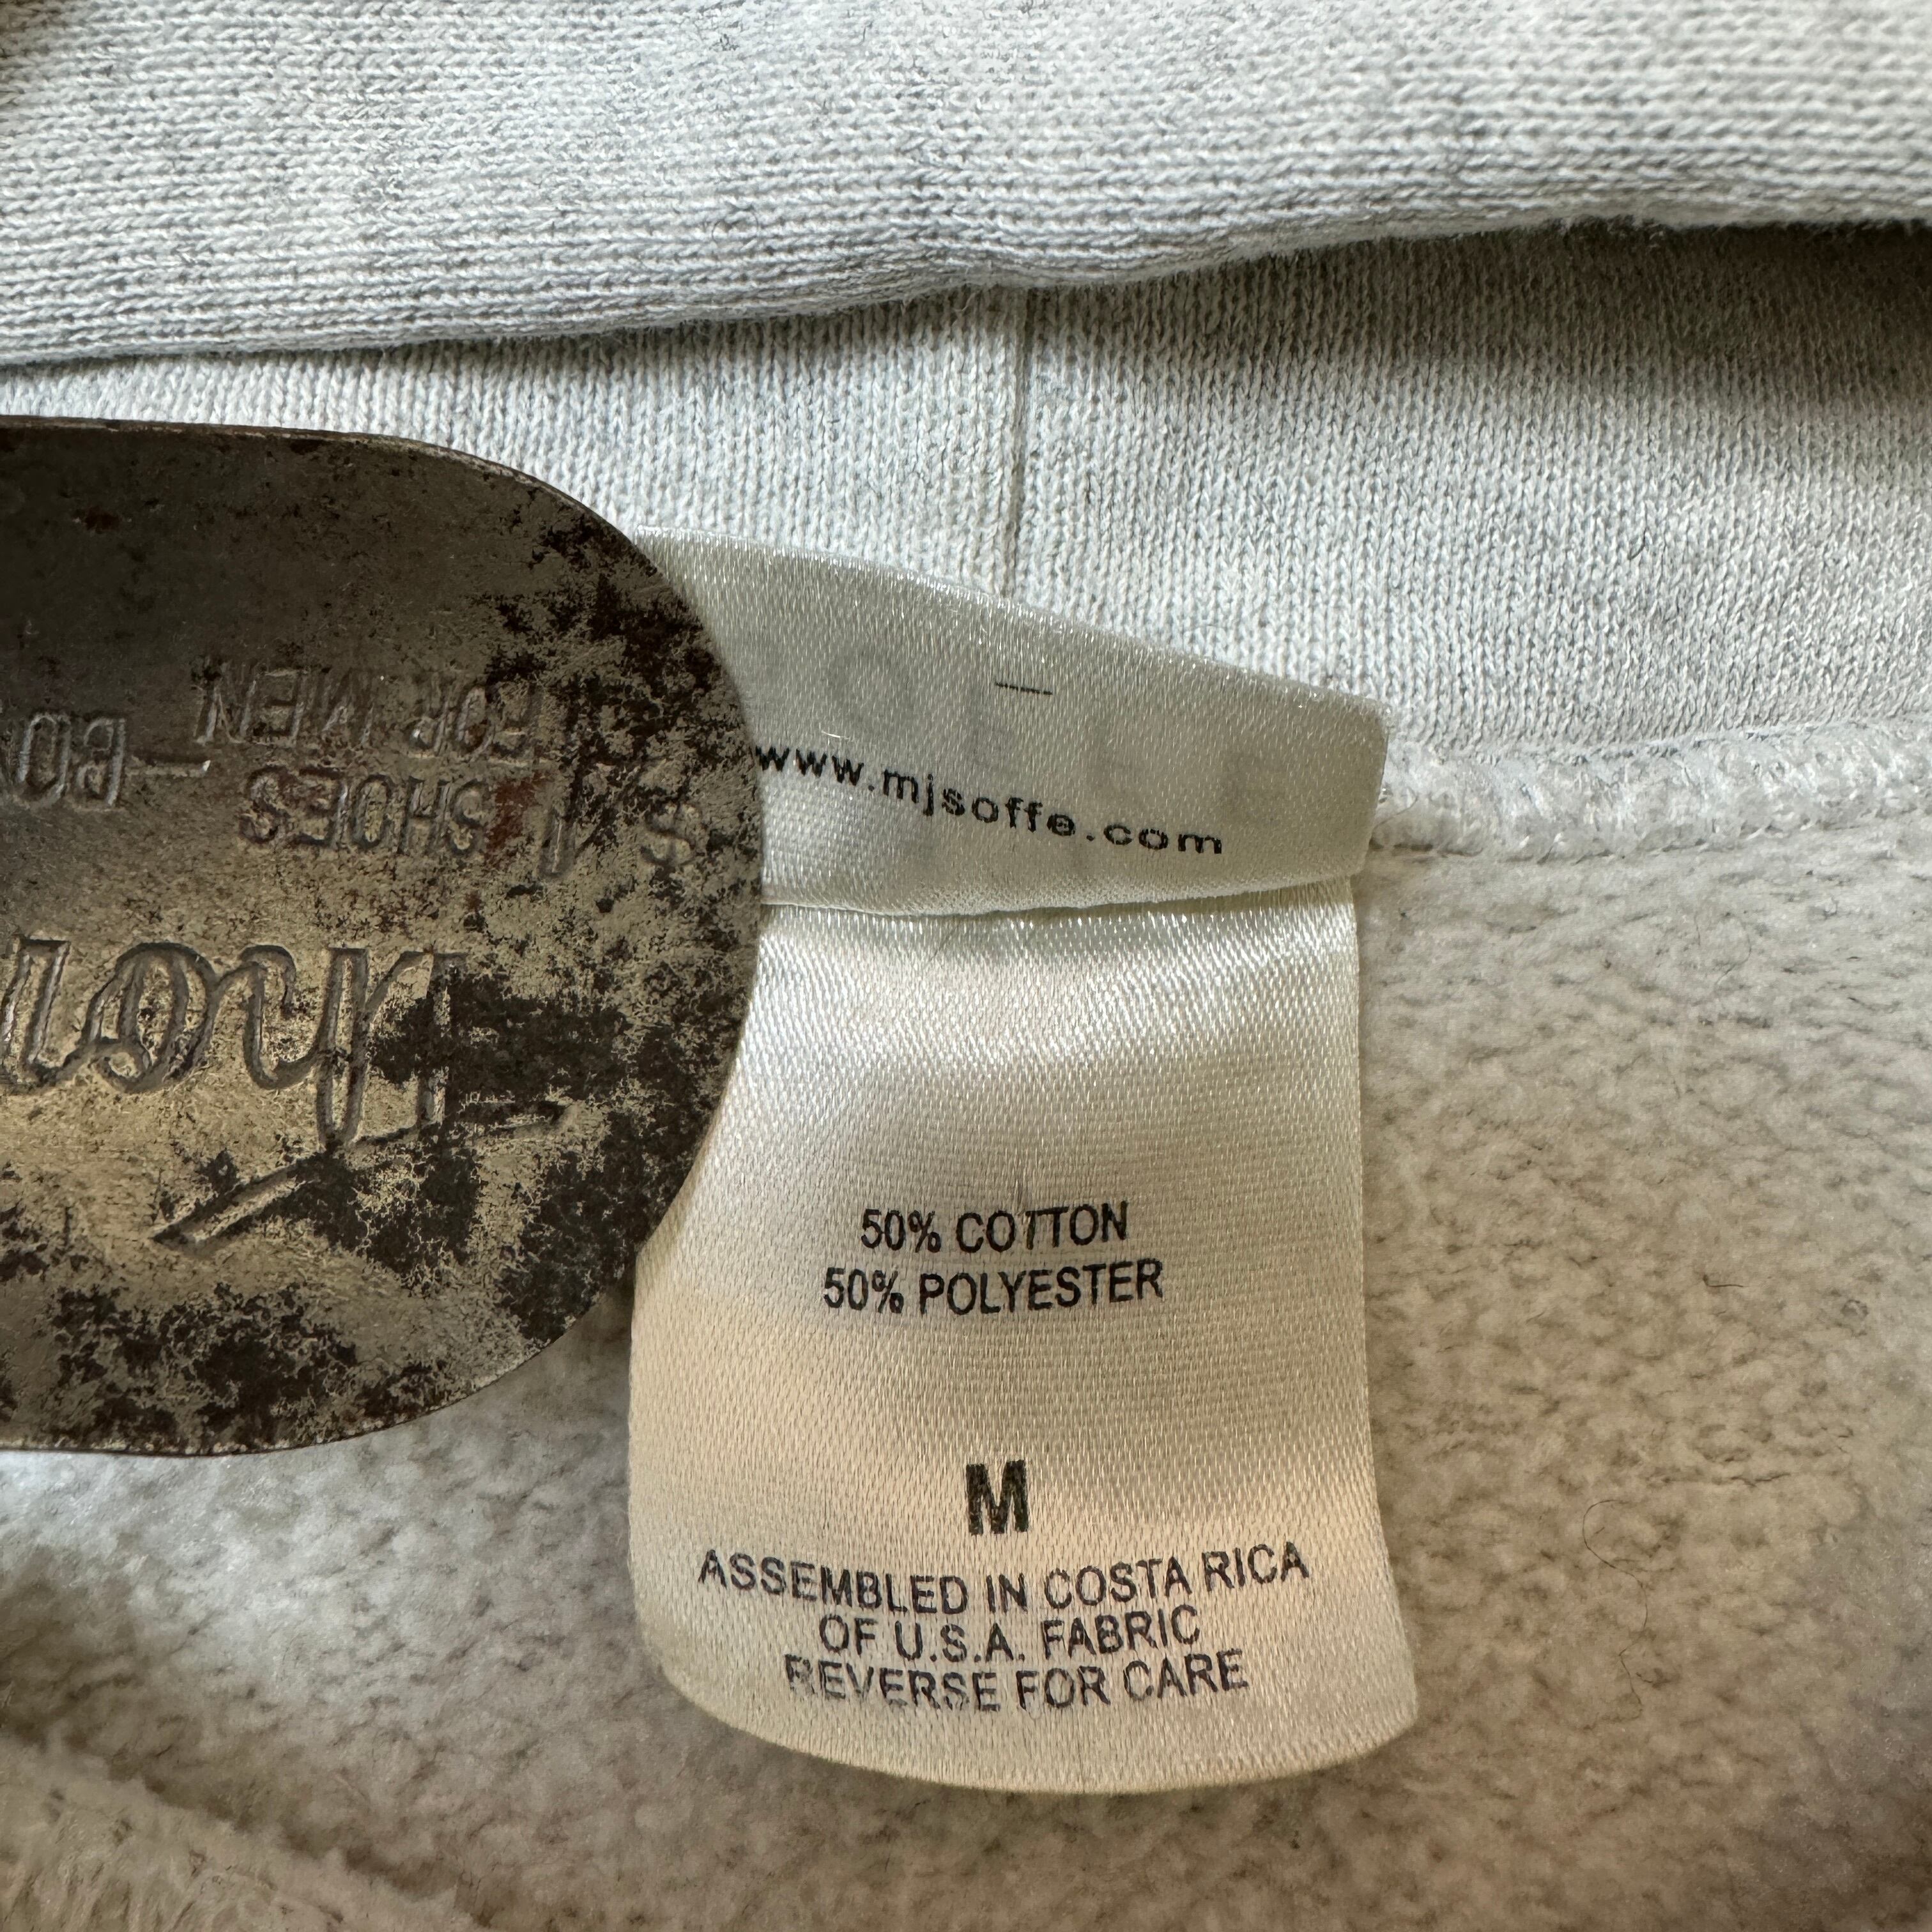 www.mjsoffe.com
50% COTTON
50% POLYESTER
M
ASSEMBLED IN COSTA RICA
OF U.S.A. FABRIC
REVERSE FOR CARE
SHOES
FOR MEN